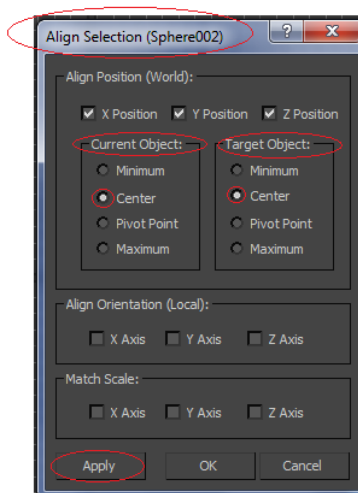 Align Selection (Sphere002) ? X
Align Position (World):
X Position Y Position Z Position
Current Object: Target Object:
Minimum Minimum
Center Center
Pivot Point Pivot Point
Maximum Maximum
Align Orientation (Local):
X Axis Y Axis Z Axis
Match Scale:
X Axis Y Axis Z Axis
Apply OK Cancel